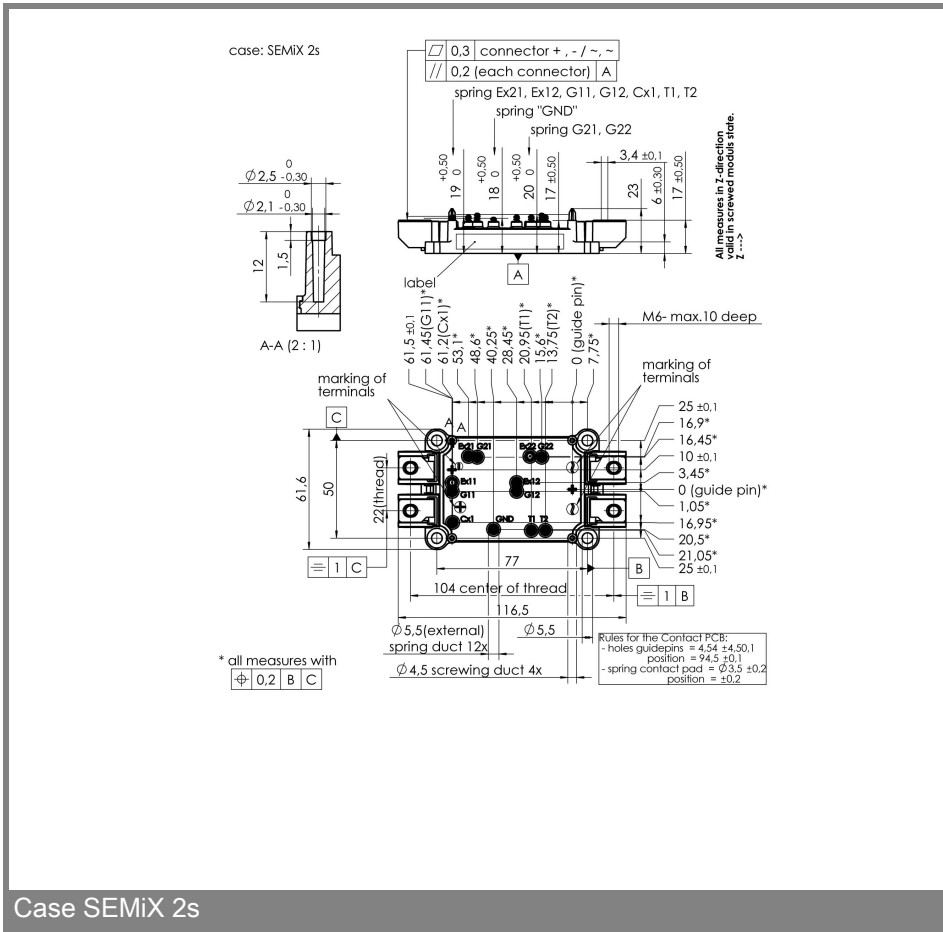 case: SEMiX 2s
⏥ 0,3 connector + , - / ~, ~
// 0,2 (each connector) A
spring Ex21, Ex12, G11, G12, Cx1, T1, T2
spring "GND"
spring G21, G22
0
∅2,5 -0,30
0
∅2,1 -0,30
12
1,5
A-A (2 : 1)
+0,50
19 0
+0,50
18 0
+0,50
20 0
17 ±0,50
3,4 ±0,1
23
6 ±0,30
17 ±0,50
All measures in Z-direction
valid in screwed moduls state.
Z --->
label
A
61,5 ±0,1
61,45(G11)*
61,2(Cx1)*
53,1*
48,6*
40,25*
28,45*
20,95(T1)*
15,6*
13,75(T2)*
0 (guide pin)*
7,75*
M6- max.10 deep
marking of
terminals
marking of
terminals
C
A A
Ex21 G21
Ex22 G22
Ex11
G11
Ex12
G12
Cx1
GND
T1 T2
61,6
50
22(thread)
25 ±0,1
16,9*
16,45*
10 ±0,1
3,45*
0 (guide pin)*
1,05*
16,95*
20,5*
21,05*
25 ±0,1
⌯ 1 C
77
B
104 center of thread
⌯ 1 B
116,5
∅5,5(external)
spring duct 12x
∅5,5
∅4,5 screwing duct 4x
* all measures with
⌖ 0,2 B C
Rules for the Contact PCB:
- holes guidepins = 4,54 ±4,50,1
position = 94,5 ±0,1
- spring contact pad = ∅3,5 ±0,2
position = ±0,2
Case SEMiX 2s